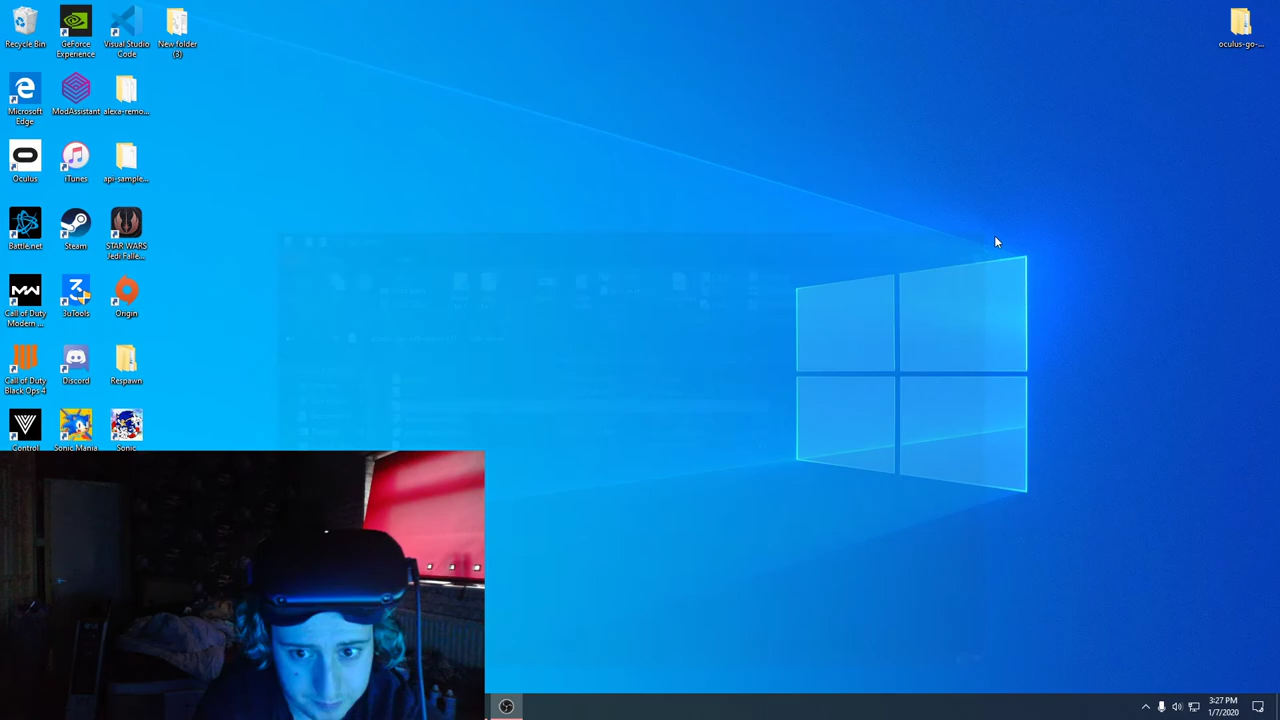 Recycle Bin
GeForce
Experience
Visual Studio
Code
New folder
(3)
oculus-go-...
Microsoft
Edge
ModAssistant
alexa-remo...
Oculus
iTunes
api-sample...
Battle.net
Steam
STAR WARS
Jedi Falle...
Call of Duty
Modern ...
3uTools
Origin
Call of Duty
Black Ops 4
Discord
Respawn
Control
Sonic Mania
Sonic
3:27 PM
1/7/2020